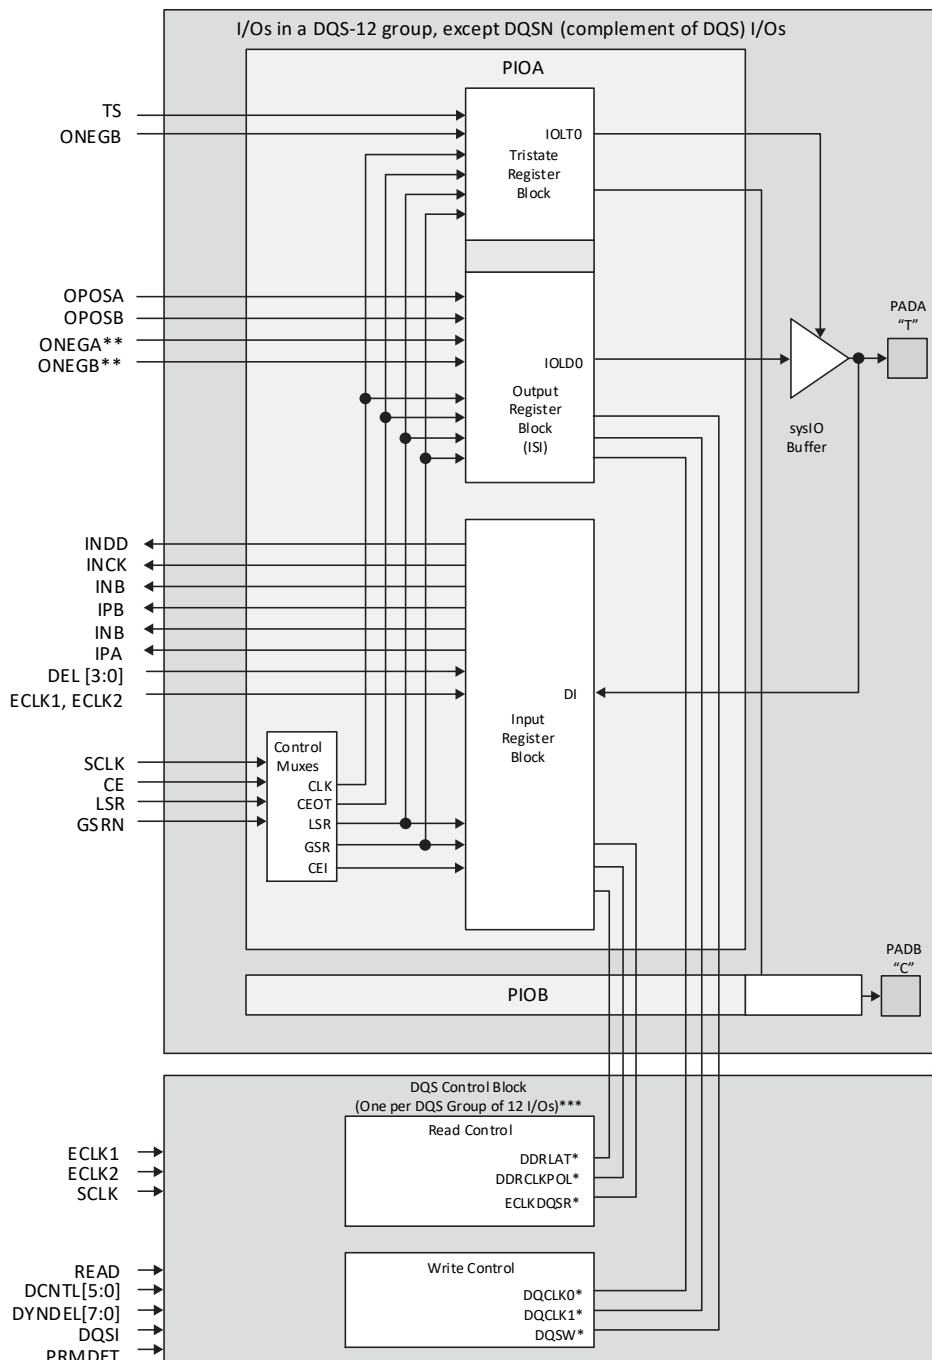 I/Os in a DQS-12 group, except DQSN (complement of DQS) I/Os
PIOA
TS
ONEGB
IOLT0
Tristate
Register
Block
OPOSA
OPOSB
ONEGA**
ONEGB**
IOLD0
Output
Register
Block
(ISI)
PADA
“T”
sysIO
Buffer
INDD
INCK
INB
IPB
INB
IPA
DEL [3:0]
ECLK1, ECLK2
DI
Input
Register
Block
SCLK
CE
LSR
GSRN
Control
Muxes
CLK
CEOT
LSR
GSR
CEI
PIOB
PADB
“C”
DQS Control Block
(One per DQS Group of 12 I/Os)***
Read Control
DDRLAT*
DDRCLKPOL*
ECLKDQSR*
ECLK1
ECLK2
SCLK
READ
DCNTL[5:0]
DYNDEL[7:0]
DQSI
PRMDET
Write Control
DQCLK0*
DQCLK1*
DQSW*